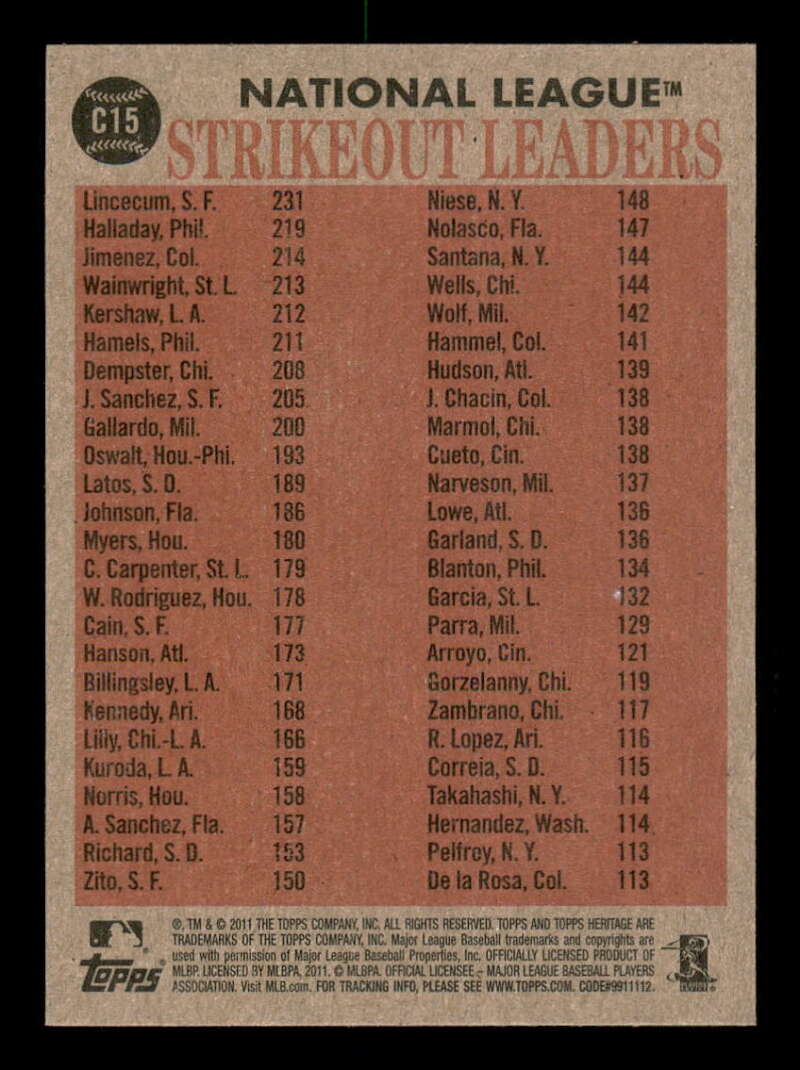 C15
NATIONAL LEAGUE™
STRIKEOUT LEADERS
Lincecum, S. F. 231
Halladay, Phil. 219
Jimenez, Col. 214
Wainwright, St. L. 213
Kershaw, L. A. 212
Hamels, Phil. 211
Dempster, Chi. 208
J. Sanchez, S. F. 205
Gallardo, Mil. 200
Oswalt, Hou.-Phi. 193
Latos, S. D. 189
Johnson, Fla. 186
Myers, Hou. 180
C. Carpenter, St. L. 179
W. Rodriguez, Hou. 178
Cain, S. F. 177
Hanson, Atl. 173
Billingsley, L. A. 171
Kennedy, Ari. 168
Lilly, Chi.-L. A. 166
Kuroda, L. A. 159
Norris, Hou. 158
A. Sanchez, Fla. 157
Richard, S. D. 153
Zito, S. F. 150
Niese, N. Y. 148
Nolasco, Fla. 147
Santana, N. Y. 144
Wells, Chi. 144
Wolf, Mil. 142
Hammel, Col. 141
Hudson, Atl. 139
J. Chacin, Col. 138
Marmol, Chi. 138
Cueto, Cin. 138
Narveson, Mil. 137
Lowe, Atl. 136
Garland, S. D. 136
Blanton, Phil. 134
Garcia, St. L. 132
Parra, Mil. 129
Arroyo, Cin. 121
Gorzelanny, Chi. 119
Zambrano, Chi. 117
R. Lopez, Ari. 116
Correia, S. D. 115
Takahashi, N. Y. 114
Hernandez, Wash. 114
Pelfrey, N. Y. 113
De la Rosa, Col. 113
®, TM & © 2011 THE TOPPS COMPANY, INC. ALL RIGHTS RESERVED. TOPPS AND TOPPS HERITAGE ARE
TRADEMARKS OF THE TOPPS COMPANY, INC. Major League Baseball trademarks and copyrights are
used with permission of Major League Baseball Properties, Inc. OFFICIALLY LICENSED PRODUCT OF
MLBP. LICENSED BY MLBPA, 2011. © MLBPA. OFFICIAL LICENSEE - MAJOR LEAGUE BASEBALL PLAYERS
ASSOCIATION. Visit MLB.com. FOR TRACKING INFO, PLEASE SEE WWW.TOPPS.COM. CODE#9911112.
Topps®